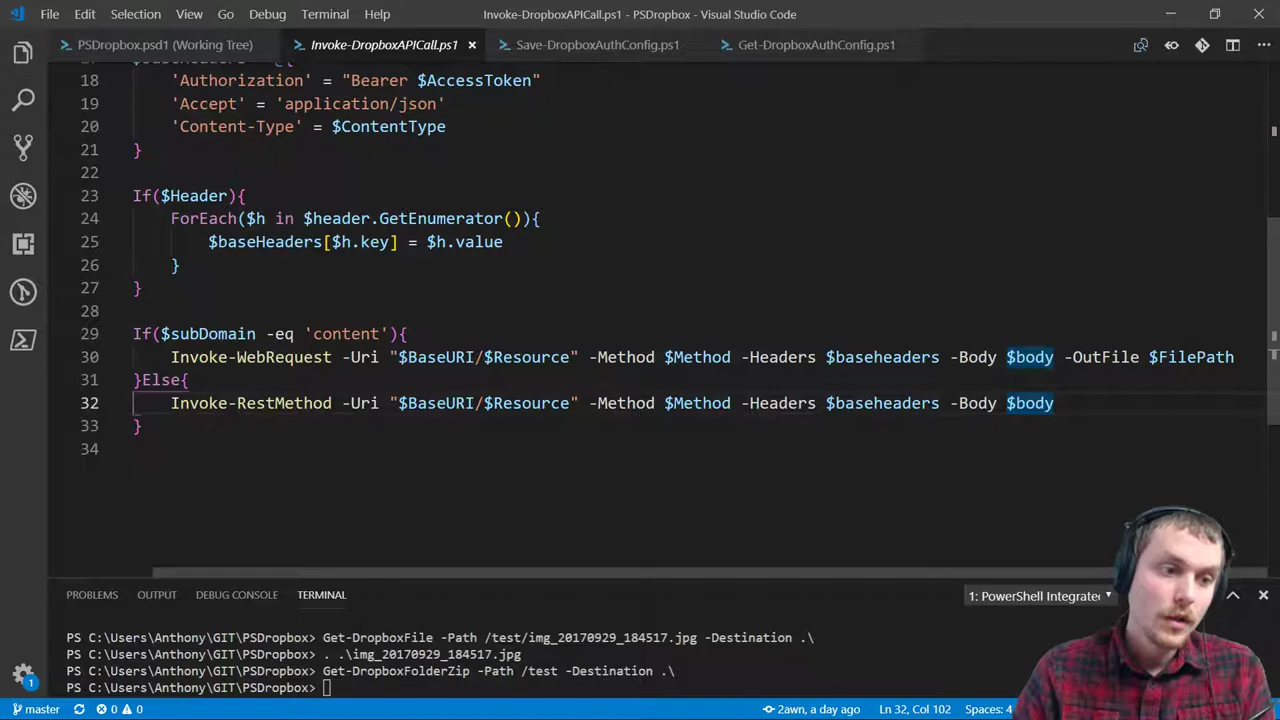 File Edit Selection View Go Debug Terminal Help Invoke-DropboxAPICall.ps1 - PSDropbox - Visual Studio Code
PSDropbox.psd1 (Working Tree) Invoke-DropboxAPICall.ps1 × Save-DropboxAuthConfig.ps1 Get-DropboxAuthConfig.ps1
18 'Authorization' = "Bearer $AccessToken"
19 'Accept' = 'application/json'
20 'Content-Type' = $ContentType
21 }
22
23 If($Header){
24 ForEach($h in $header.GetEnumerator()){
25 $baseHeaders[$h.key] = $h.value
26 }
27 }
28
29 If($subDomain -eq 'content'){
30 Invoke-WebRequest -Uri "$BaseURI/$Resource" -Method $Method -Headers $baseheaders -Body $body -OutFile $FilePath
31 }Else{
32 Invoke-RestMethod -Uri "$BaseURI/$Resource" -Method $Method -Headers $baseheaders -Body $body
33 }
34
PROBLEMS OUTPUT DEBUG CONSOLE TERMINAL 1: PowerShell Integrate
PS C:\Users\Anthony\GIT\PSDropbox> Get-DropboxFile -Path /test/img_20170929_184517.jpg -Destination .\
PS C:\Users\Anthony\GIT\PSDropbox> . .\img_20170929_184517.jpg
PS C:\Users\Anthony\GIT\PSDropbox> Get-DropboxFolderZip -Path /test -Destination .\
PS C:\Users\Anthony\GIT\PSDropbox>
1
master 0 0 2awn, a day ago Ln 32, Col 102 Spaces: 4